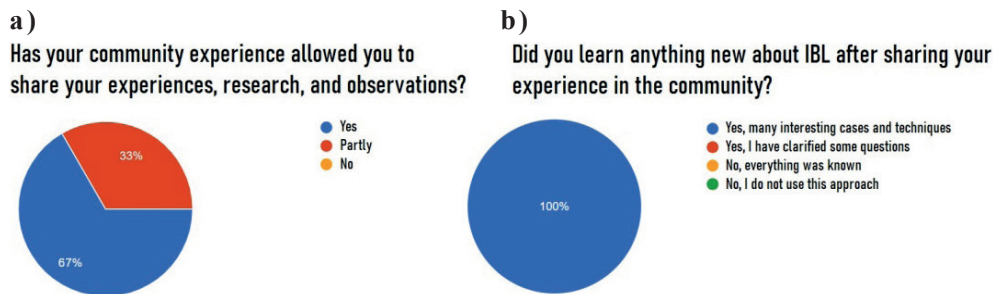 a)
Has your community experience allowed you to
share your experiences, research, and observations?
Yes
Partly
No
33%
67%
b)
Did you learn anything new about IBL after sharing your
experience in the community?
Yes, many interesting cases and techniques
Yes, I have clarified some questions
No, everything was known
No, I do not use this approach
100%